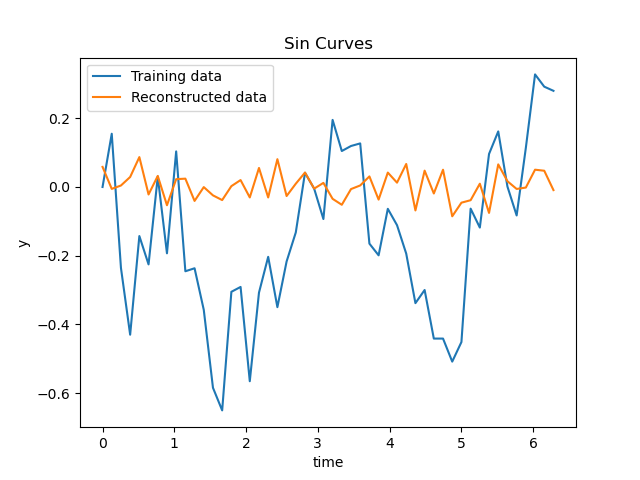 Sin Curves
Training data
Reconstructed data
0.2
0.0
−0.2
−0.4
−0.6
y
0 1 2 3 4 5 6
time